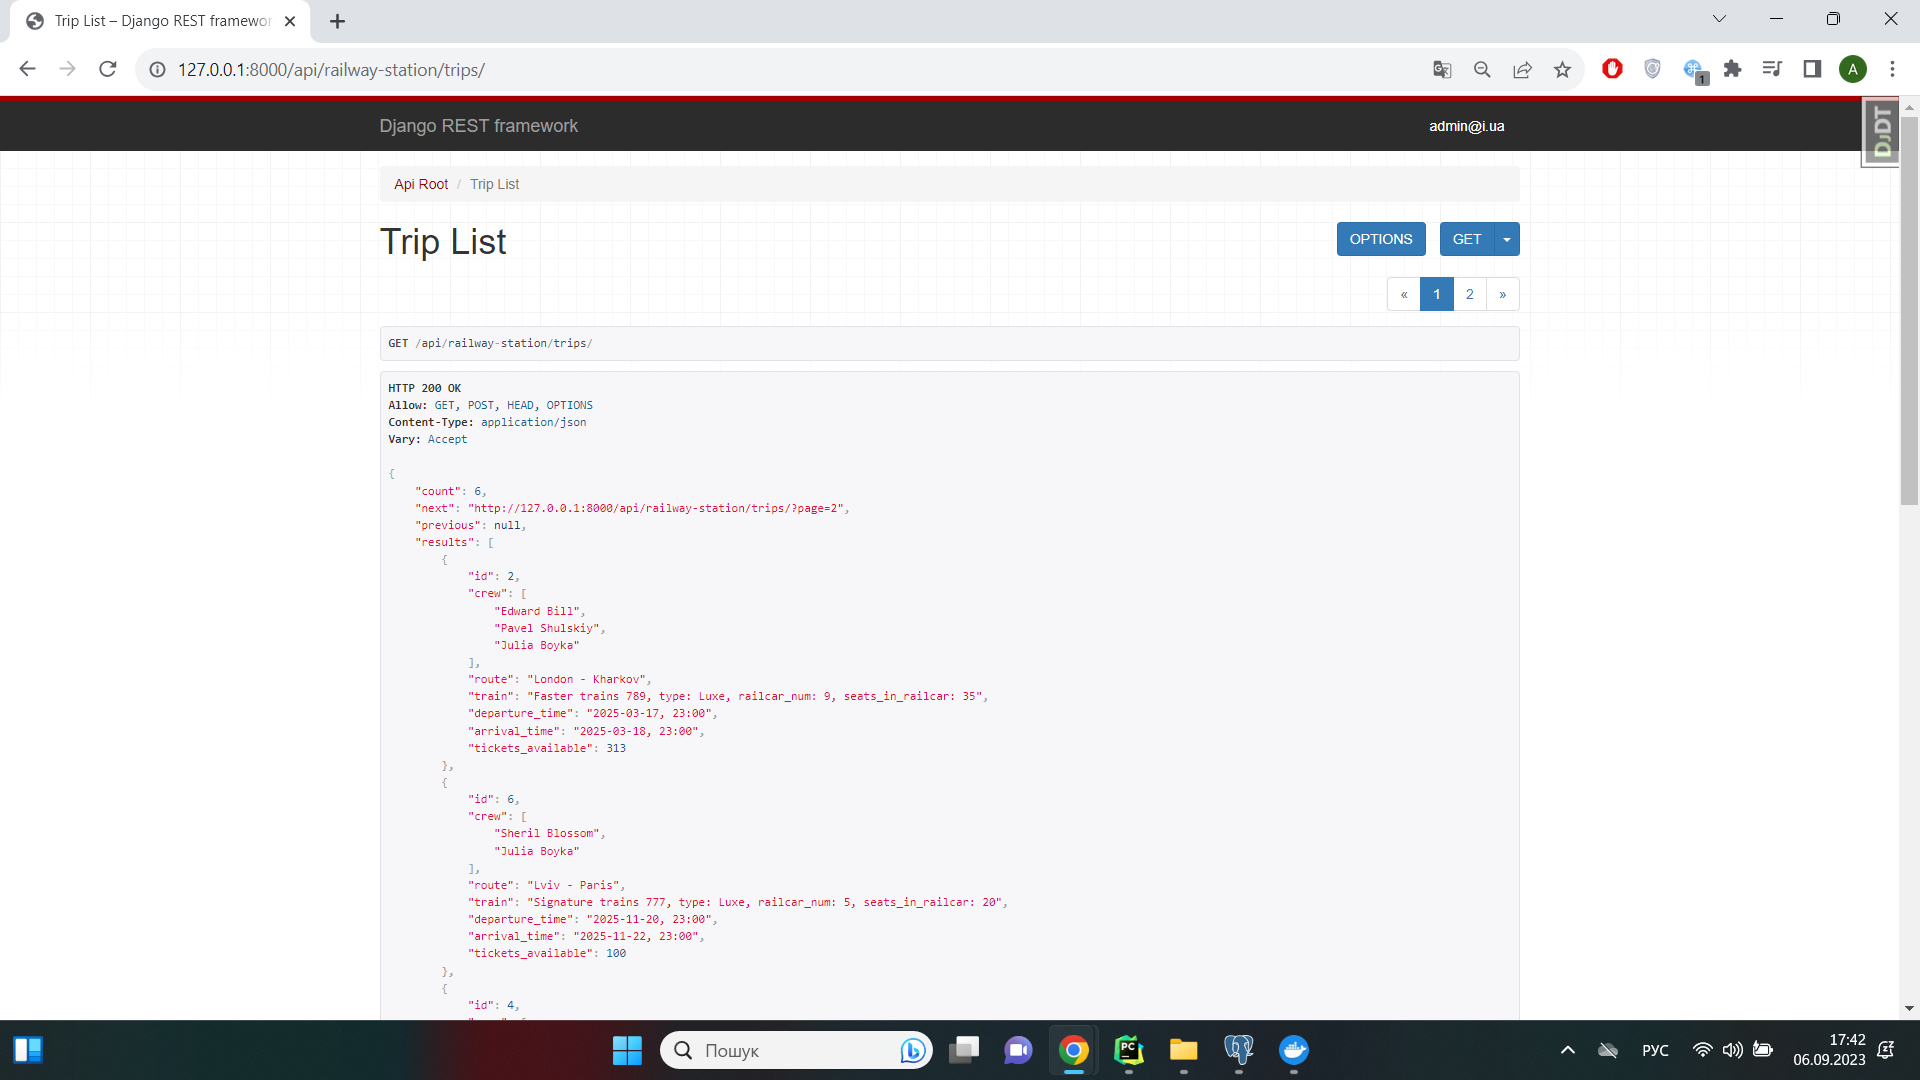 Trip List – Django REST framewor
127.0.0.1:8000/api/railway-station/trips/
1
A
Django REST framework
admin@i.ua
DjDT
Api Root / Trip List
Trip List
OPTIONS
GET
« 1 2 »
GET /api/railway-station/trips/
HTTP 200 OK
Allow: GET, POST, HEAD, OPTIONS
Content-Type: application/json
Vary: Accept
{
"count": 6,
"next": "http://127.0.0.1:8000/api/railway-station/trips/?page=2",
"previous": null,
"results": [
{
"id": 2,
"crew": [
"Edward Bill",
"Pavel Shulskiy",
"Julia Boyka"
],
"route": "London - Kharkov",
"train": "Faster trains 789, type: Luxe, railcar_num: 9, seats_in_railcar: 35",
"departure_time": "2025-03-17, 23:00",
"arrival_time": "2025-03-18, 23:00",
"tickets_available": 313
},
{
"id": 6,
"crew": [
"Sheril Blossom",
"Julia Boyka"
],
"route": "Lviv - Paris",
"train": "Signature trains 777, type: Luxe, railcar_num: 5, seats_in_railcar: 20",
"departure_time": "2025-11-20, 23:00",
"arrival_time": "2025-11-22, 23:00",
"tickets_available": 100
},
{
"id": 4,
Пошук
PC
РУС
17:42
06.09.2023